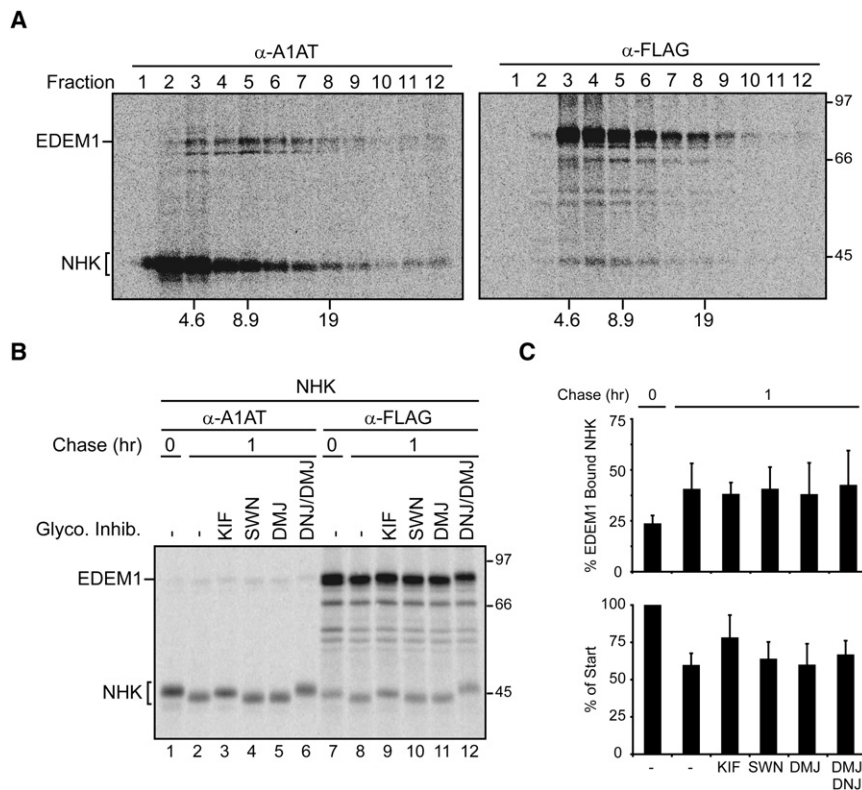 A
α-A1AT
α-FLAG
Fraction 1 2 3 4 5 6 7 8 9 10 11 12
1 2 3 4 5 6 7 8 9 10 11 12
97
EDEM1
66
NHK
45
4.6 8.9 19
4.6 8.9 19
B
NHK
α-A1AT α-FLAG
Chase (hr) 0 1 0 1
Glyco. Inhib. - - KIF SWN DMJ DNJ/DMJ - - KIF SWN DMJ DNJ/DMJ
97
EDEM1
66
NHK
45
1 2 3 4 5 6 7 8 9 10 11 12
C
Chase (hr) 0 1
% EDEM1 Bound NHK
75
50
25
0
% of Start
100
75
50
25
0
- - KIF SWN DMJ DMJ
DNJ